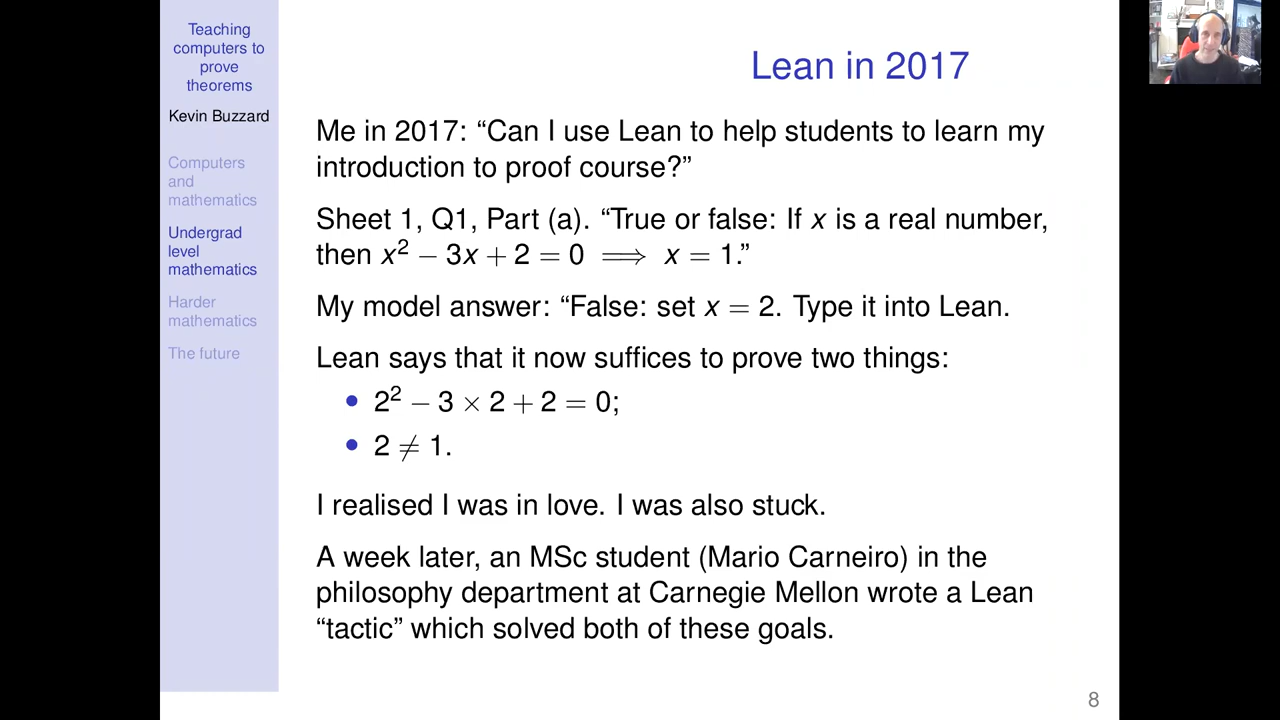 Teaching
computers to
prove
theorems
Kevin Buzzard
Computers
and
mathematics
Undergrad
level
mathematics
Harder
mathematics
The future
Lean in 2017
Me in 2017: “Can I use Lean to help students to learn my
introduction to proof course?”
Sheet 1, Q1, Part (a). “True or false: If x is a real number,
then x² − 3x + 2 = 0 ⟹ x = 1.”
My model answer: “False: set x = 2. Type it into Lean.
Lean says that it now suffices to prove two things:
• 2² − 3 × 2 + 2 = 0;
• 2 ≠ 1.
I realised I was in love. I was also stuck.
A week later, an MSc student (Mario Carneiro) in the
philosophy department at Carnegie Mellon wrote a Lean
“tactic” which solved both of these goals.
8